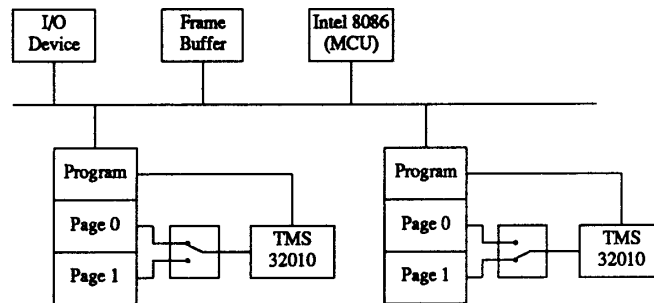 I/O
Device
Frame
Buffer
Intel 8086
(MCU)
Program
Page 0
Page 1
TMS
32010
Program
Page 0
Page 1
TMS
32010